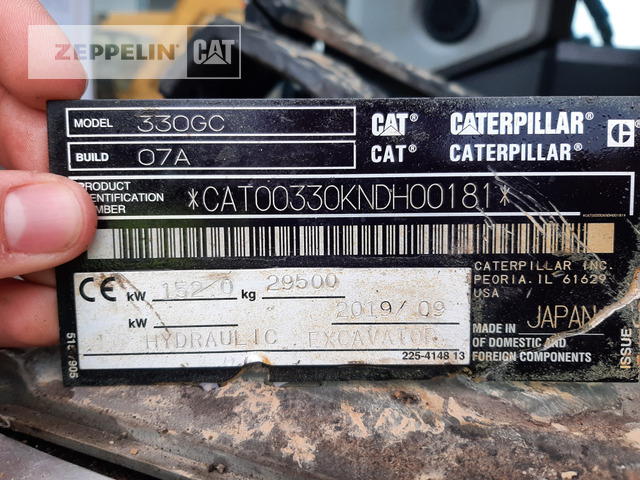 ZEPPELIN CAT
MODEL 330GC
BUILD 07A
CAT CATERPILLAR C
CAT CATERPILLAR
PRODUCT
IDENTIFICATION
NUMBER
*CAT00330KNDH00181*
*CAT00330KNDH00181*
CE kW 152.0 kg 29500
kW 2019/09
HYDRAULIC EXCAVATOR
225-4148 13
CATERPILLAR INC.
PEORIA. IL 61629
USA
MADE IN JAPAN
OF DOMESTIC AND
FOREIGN COMPONENTS
ISSUE